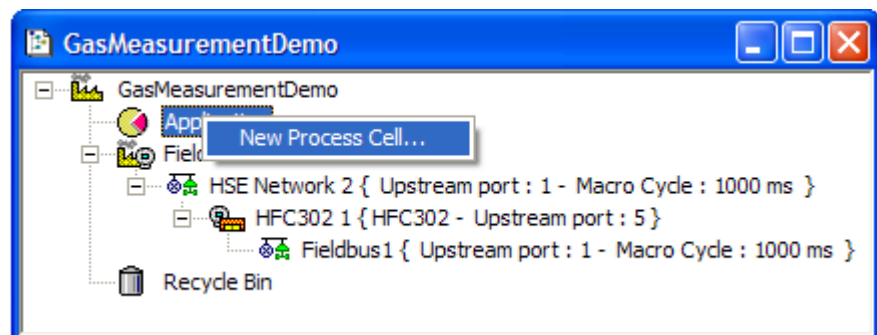 GasMeasurementDemo
GasMeasurementDemo
New Process Cell...
HSE Network 2 { Upstream port : 1 - Macro Cycle : 1000 ms }
HFC302 1 { HFC302 - Upstream port : 5 }
Fieldbus1 { Upstream port : 1 - Macro Cycle : 1000 ms }
Recycle Bin